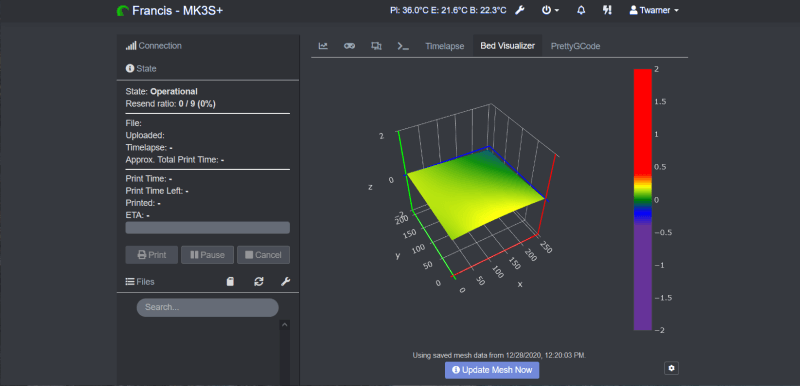 Francis - MK3S+
Pi: 36.0°C E: 21.6°C B: 22.3°C
Twarner
Connection
State
State: Operational
Resend ratio: 0 / 9 (0%)
File:
Uploaded:
Timelapse: -
Approx. Total Print Time: -
Print Time: -
Print Time Left: -
Printed: -
ETA: -
Print
Pause
Cancel
Files
Search...
Timelapse
Bed Visualizer
PrettyGCode
2
0
−2
z
200
150
100
50
0
y
0
50
100
150
200
250
x
2
1.5
1
0.5
0
−0.5
−1
−1.5
−2
Using saved mesh data from 12/29/2020, 12:20:03 PM.
Update Mesh Now